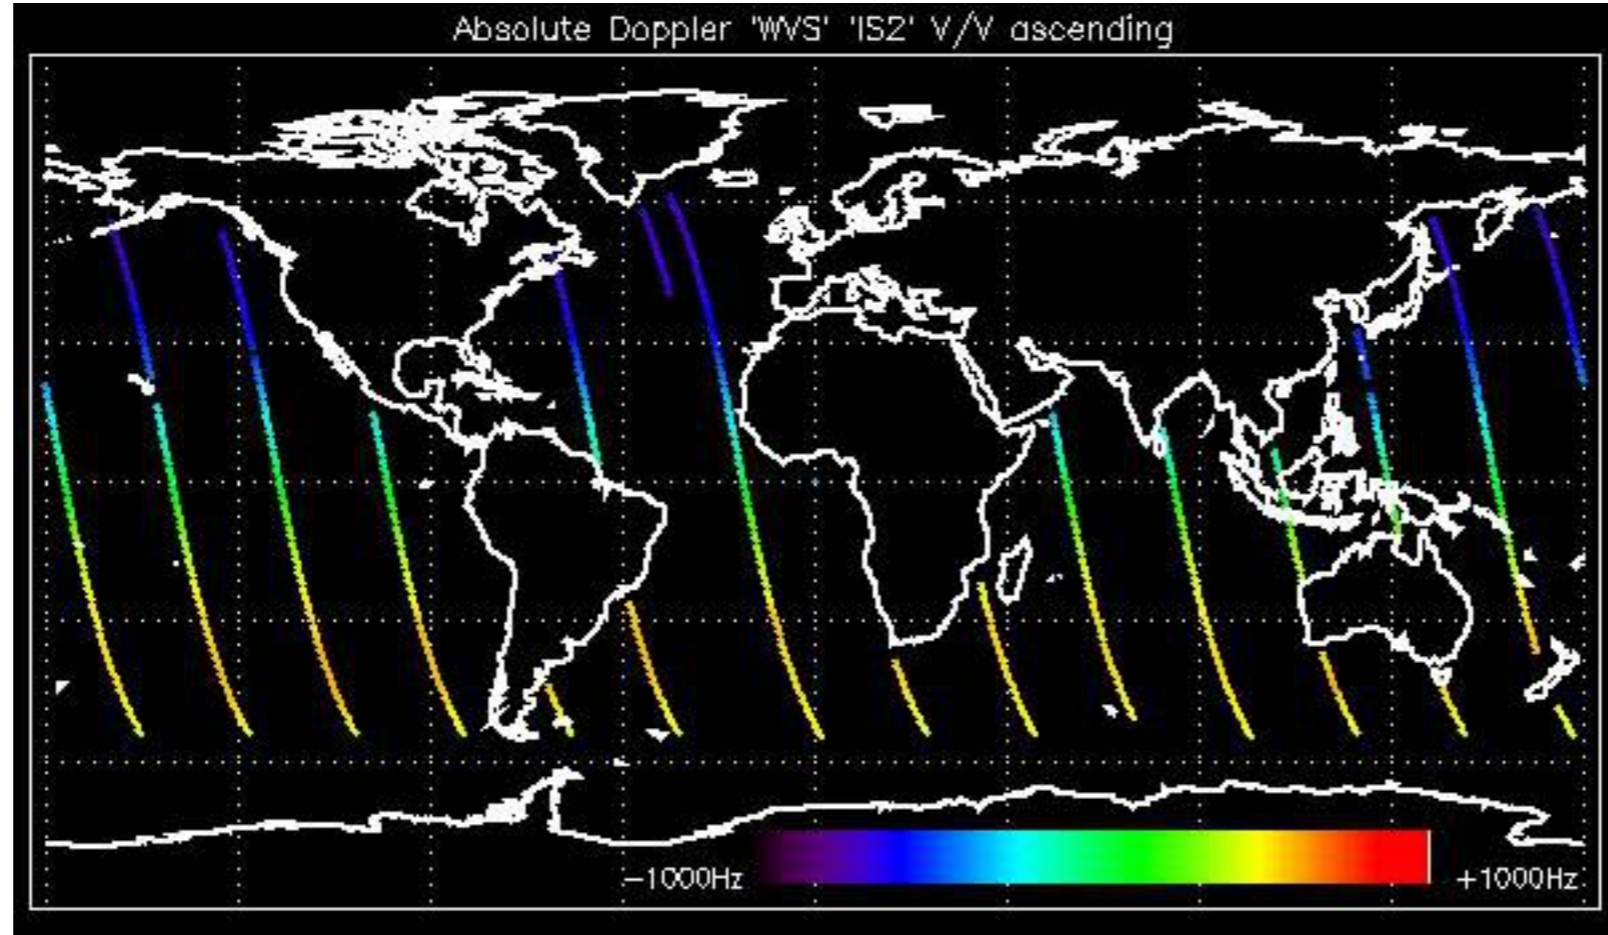 Absolute Doppler 'WVS' 'IS2' V/V ascending
-1000Hz
+1000Hz